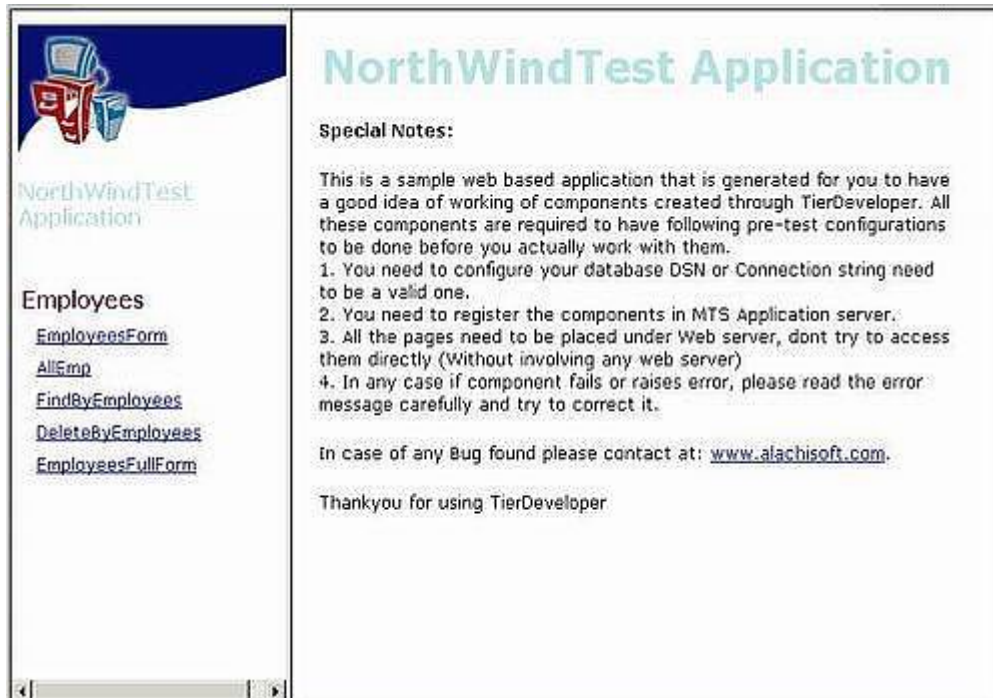 NorthWindTest
Application
Employees
EmployeesForm
AllEmp
FindByEmployees
DeleteByEmployees
EmployeesFullForm
NorthWindTest Application
Special Notes:
This is a sample web based application that is generated for you to have
a good idea of working of components created through TierDeveloper. All
these components are required to have following pre-test configurations
to be done before you actually work with them.
1. You need to configure your database DSN or Connection string need
to be a valid one.
2. You need to register the components in MTS Application server.
3. All the pages need to be placed under Web server, dont try to access
them directly (Without involving any web server)
4. In any case if component fails or raises error, please read the error
message carefully and try to correct it.
In case of any Bug found please contact at: www.alachisoft.com.
Thankyou for using TierDeveloper